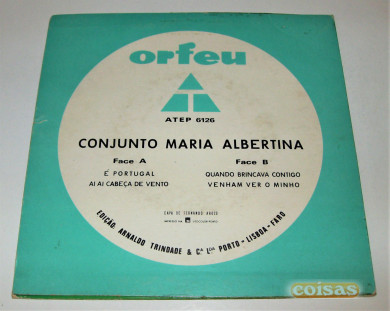 orfeu
ATEP 6126
CONJUNTO MARIA ALBERTINA
Face A
Face B
É PORTUGAL
QUANDO BRINCAVA CONTIGO
AI AI CABEÇA DE VENTO
VENHAM VER O MINHO
CAPA DE FERNANDO AROSO
EDIÇÃO ARNALDO TRINDADE & Cª Lda PORTO - LISBOA - FARO
coisas